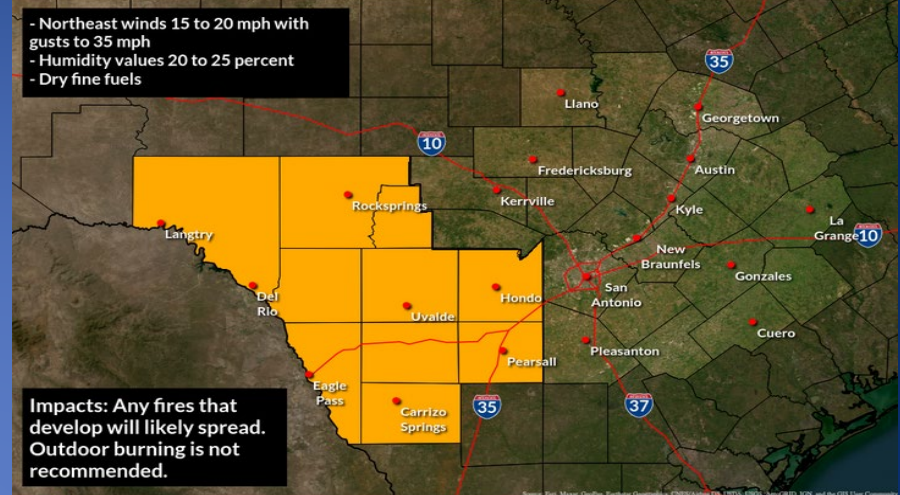 - Northeast winds 15 to 20 mph with
gusts to 35 mph
- Humidity values 20 to 25 percent
- Dry fine fuels
35
Llano
Georgetown
10
Fredericksburg
Austin
Kerrville
Rocksprings
Kyle
La
Grange
10
Langtry
New
Braunfels
Gonzales
Del
Rio
Hondo
San
Antonio
Uvalde
Cuero
Pleasanton
Pearsall
Eagle
Pass
Carrizo
Springs
35
37
Impacts: Any fires that
develop will likely spread.
Outdoor burning is not
recommended.